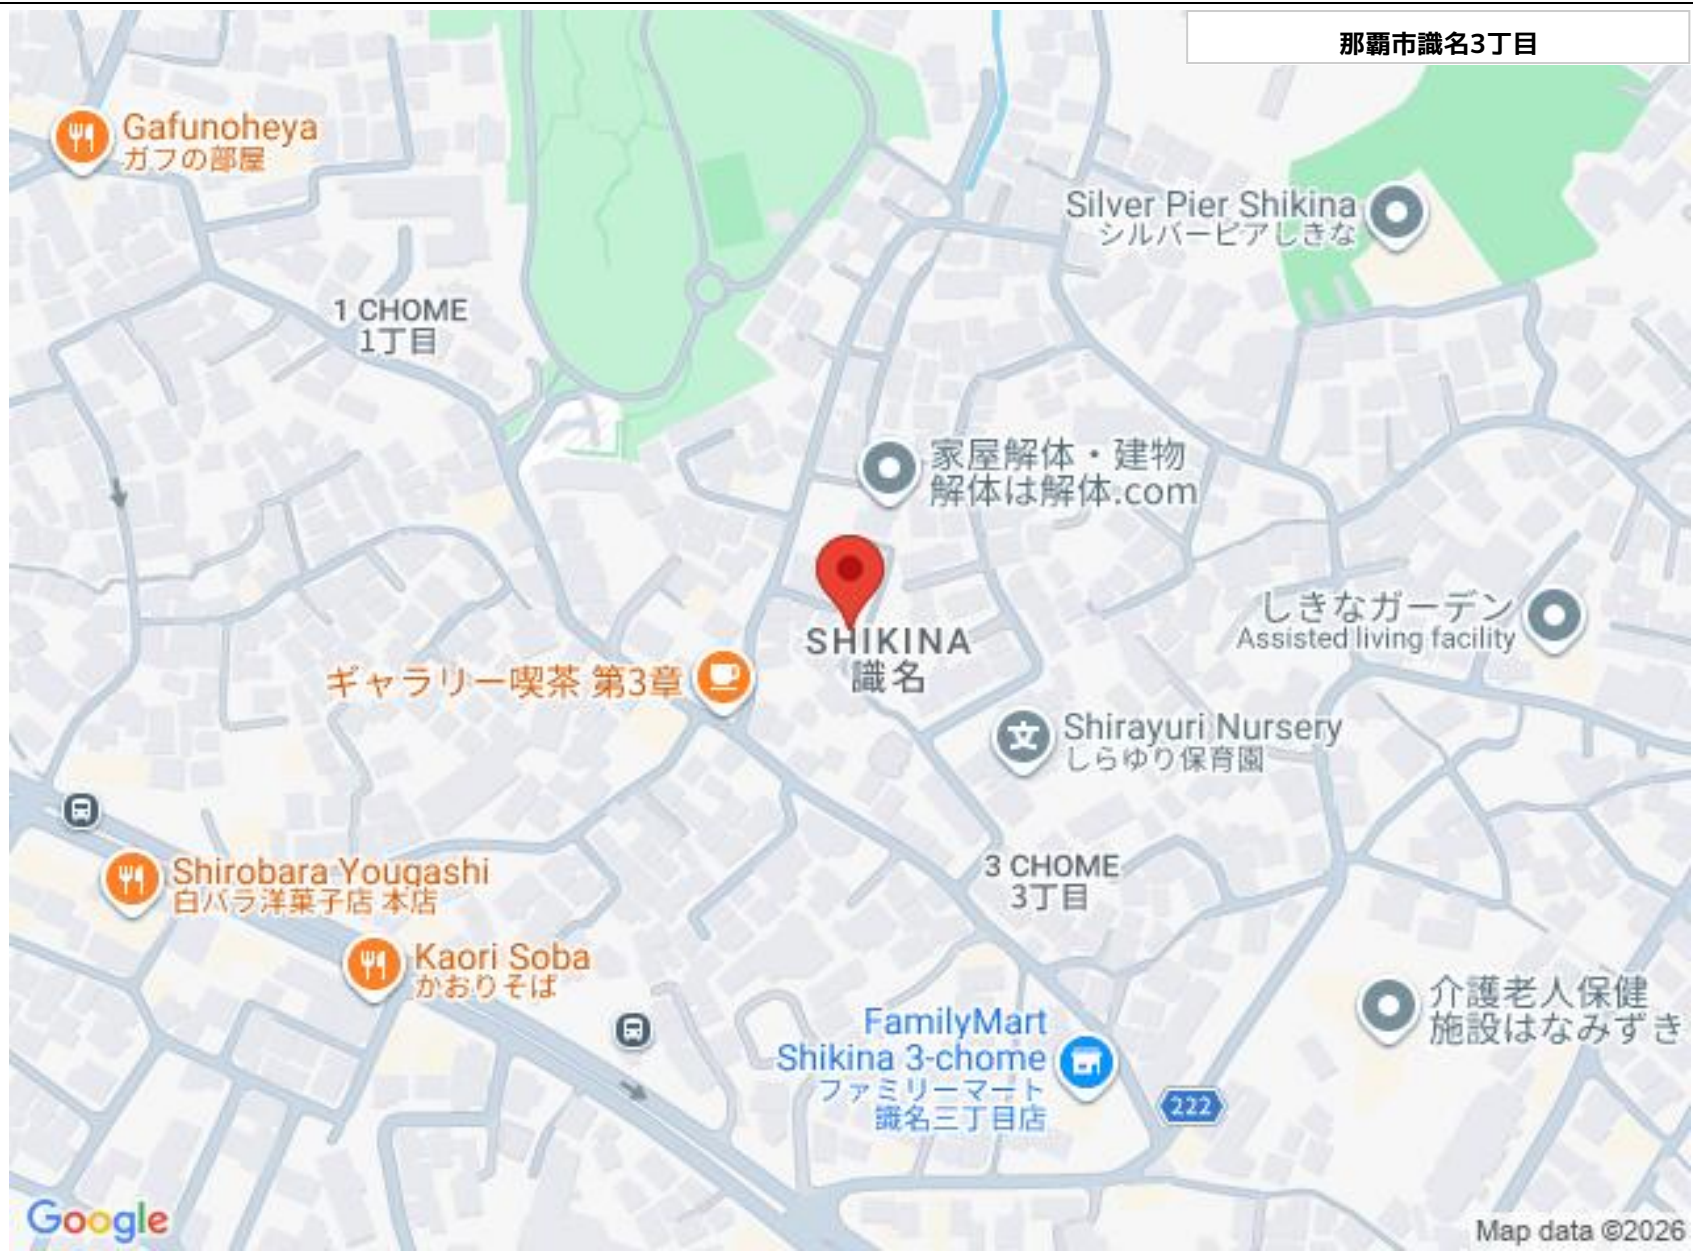 那覇市識名3丁目
Gafunoheya
ガフの部屋
Silver Pier Shikina
シルバーピアしきな
1 CHOME
1丁目
家屋解体・建物
解体は解体.com
SHIKINA
識名
しきなガーデン
Assisted living facility
ギャラリー喫茶 第3章
Shirayuri Nursery
しらゆり保育園
Shirobara Yougashi
白バラ洋菓子店 本店
3 CHOME
3丁目
Kaori Soba
かおりそば
介護老人保健
施設はなみずき
FamilyMart
Shikina 3-chome
ファミリーマート
識名三丁目店
222
Google
Map data ©2026